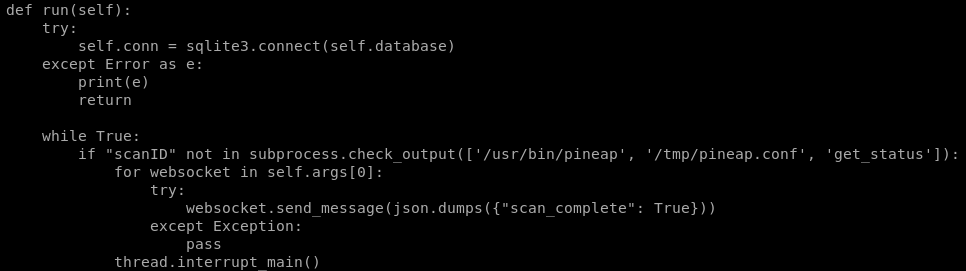 def run(self):
    try:
        self.conn = sqlite3.connect(self.database)
    except Error as e:
        print(e)
        return

    while True:
        if "scanID" not in subprocess.check_output(['/usr/bin/pineap', '/tmp/pineap.conf', 'get_status']):
            for websocket in self.args[0]:
                try:
                    websocket.send_message(json.dumps({"scan_complete": True}))
                except Exception:
                    pass
            thread.interrupt_main()